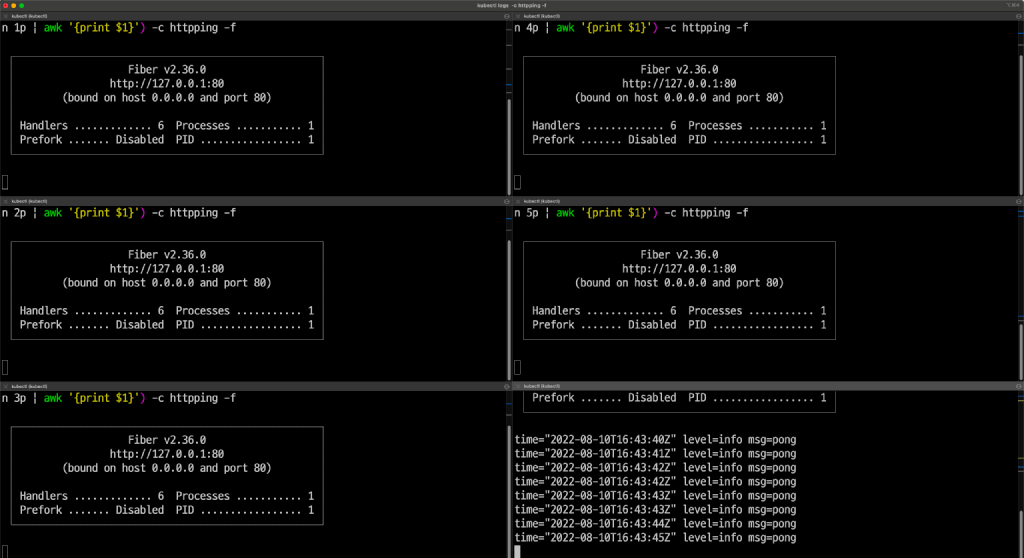 kubectl logs -c httpping -f
kubectl (kubectl)
n 1p | awk '{print $1}') -c httpping -f
Fiber v2.36.0
http://127.0.0.1:80
(bound on host 0.0.0.0 and port 80)
Handlers ............. 6 Processes ........... 1
Prefork ....... Disabled PID ................. 1
kubectl (kubectl)
n 4p | awk '{print $1}') -c httpping -f
Fiber v2.36.0
http://127.0.0.1:80
(bound on host 0.0.0.0 and port 80)
Handlers ............. 6 Processes ........... 1
Prefork ....... Disabled PID ................. 1
kubectl (kubectl)
n 2p | awk '{print $1}') -c httpping -f
Fiber v2.36.0
http://127.0.0.1:80
(bound on host 0.0.0.0 and port 80)
Handlers ............. 6 Processes ........... 1
Prefork ....... Disabled PID ................. 1
kubectl (kubectl)
n 5p | awk '{print $1}') -c httpping -f
Fiber v2.36.0
http://127.0.0.1:80
(bound on host 0.0.0.0 and port 80)
Handlers ............. 6 Processes ........... 1
Prefork ....... Disabled PID ................. 1
kubectl (kubectl)
n 3p | awk '{print $1}') -c httpping -f
Fiber v2.36.0
http://127.0.0.1:80
(bound on host 0.0.0.0 and port 80)
Handlers ............. 6 Processes ........... 1
Prefork ....... Disabled PID ................. 1
kubectl (kubectl)
Prefork ....... Disabled PID ................. 1
time="2022-08-10T16:43:40Z" level=info msg=pong
time="2022-08-10T16:43:41Z" level=info msg=pong
time="2022-08-10T16:43:42Z" level=info msg=pong
time="2022-08-10T16:43:42Z" level=info msg=pong
time="2022-08-10T16:43:43Z" level=info msg=pong
time="2022-08-10T16:43:43Z" level=info msg=pong
time="2022-08-10T16:43:44Z" level=info msg=pong
time="2022-08-10T16:43:45Z" level=info msg=pong